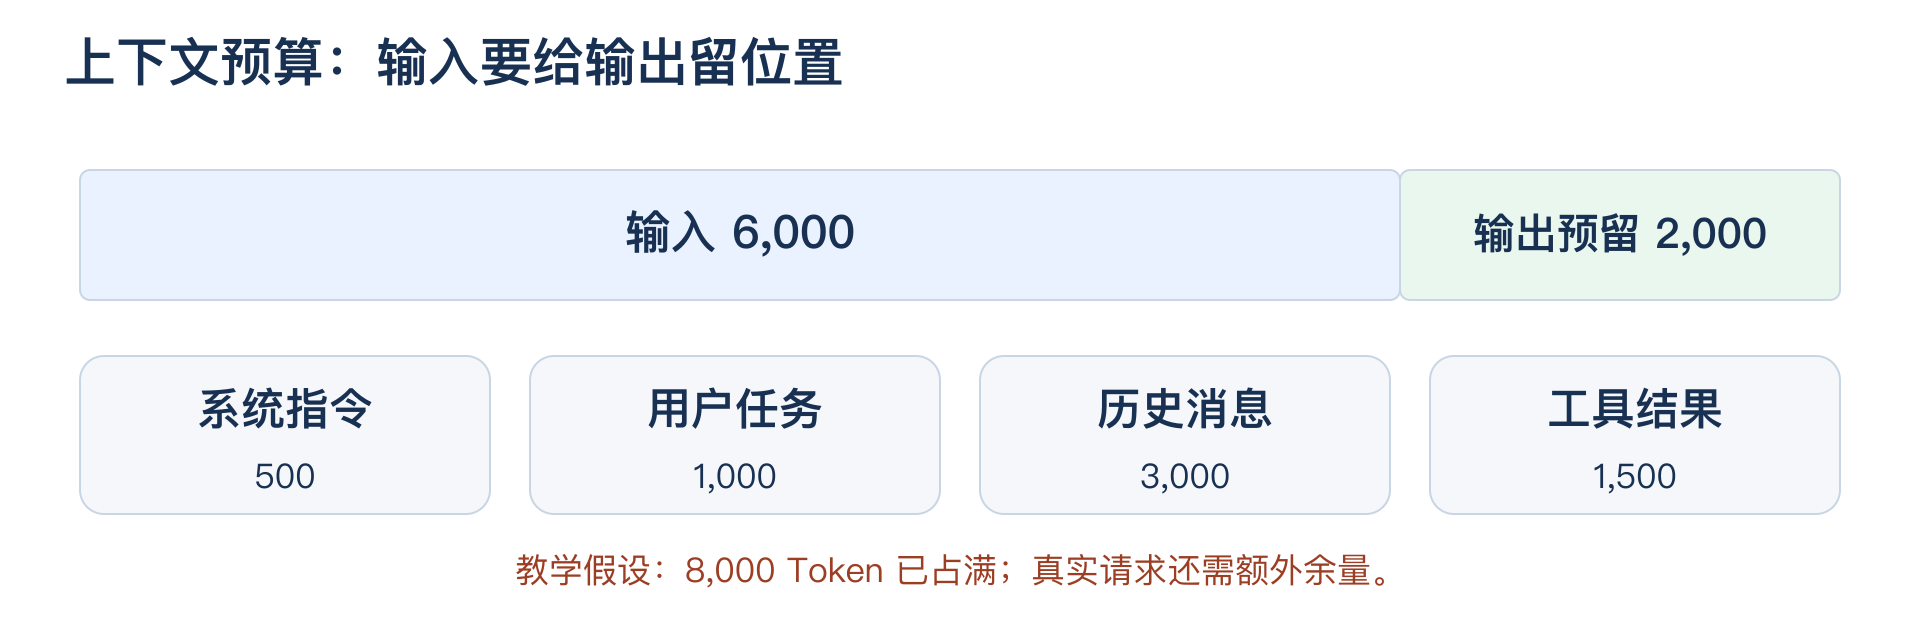 上下文预算：输入要给输出留位置
输入 6,000
输出预留 2,000
系统指令
500
用户任务
1,000
历史消息
3,000
工具结果
1,500
教学假设：8,000 Token 已占满；真实请求还需额外余量。